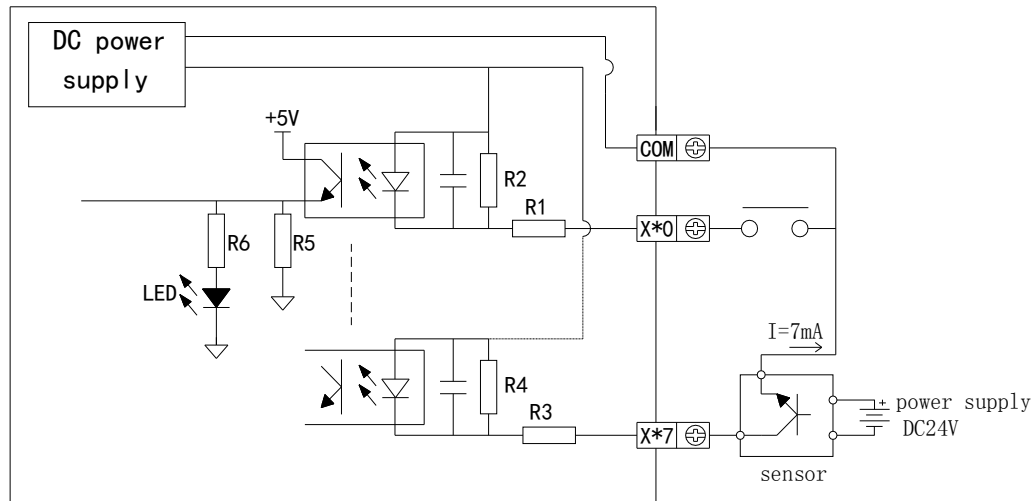 DC power
supply
+5V
COM
R2
R1
X*0
R6
R5
LED
I=7mA
R4
R3
+
power supply
DC24V
X*7
sensor